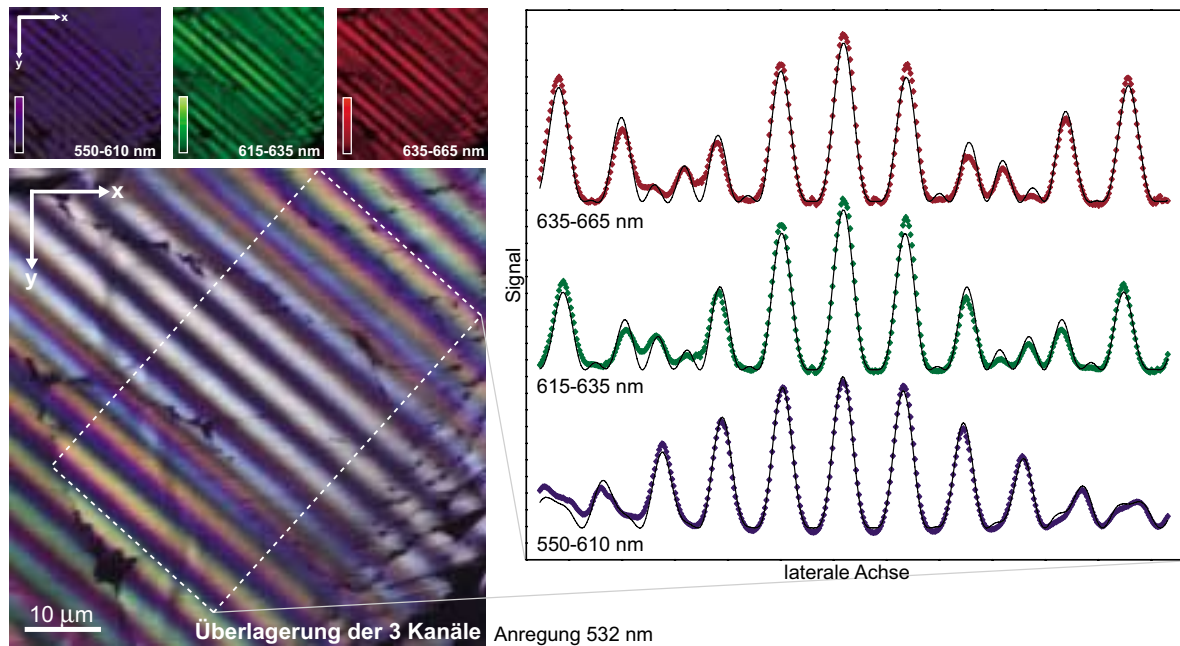 x
y
550-610 nm
615-635 nm
635-665 nm
x
y
10 µm
Überlagerung der 3 Kanäle
Anregung 532 nm
Signal
635-665 nm
615-635 nm
550-610 nm
laterale Achse